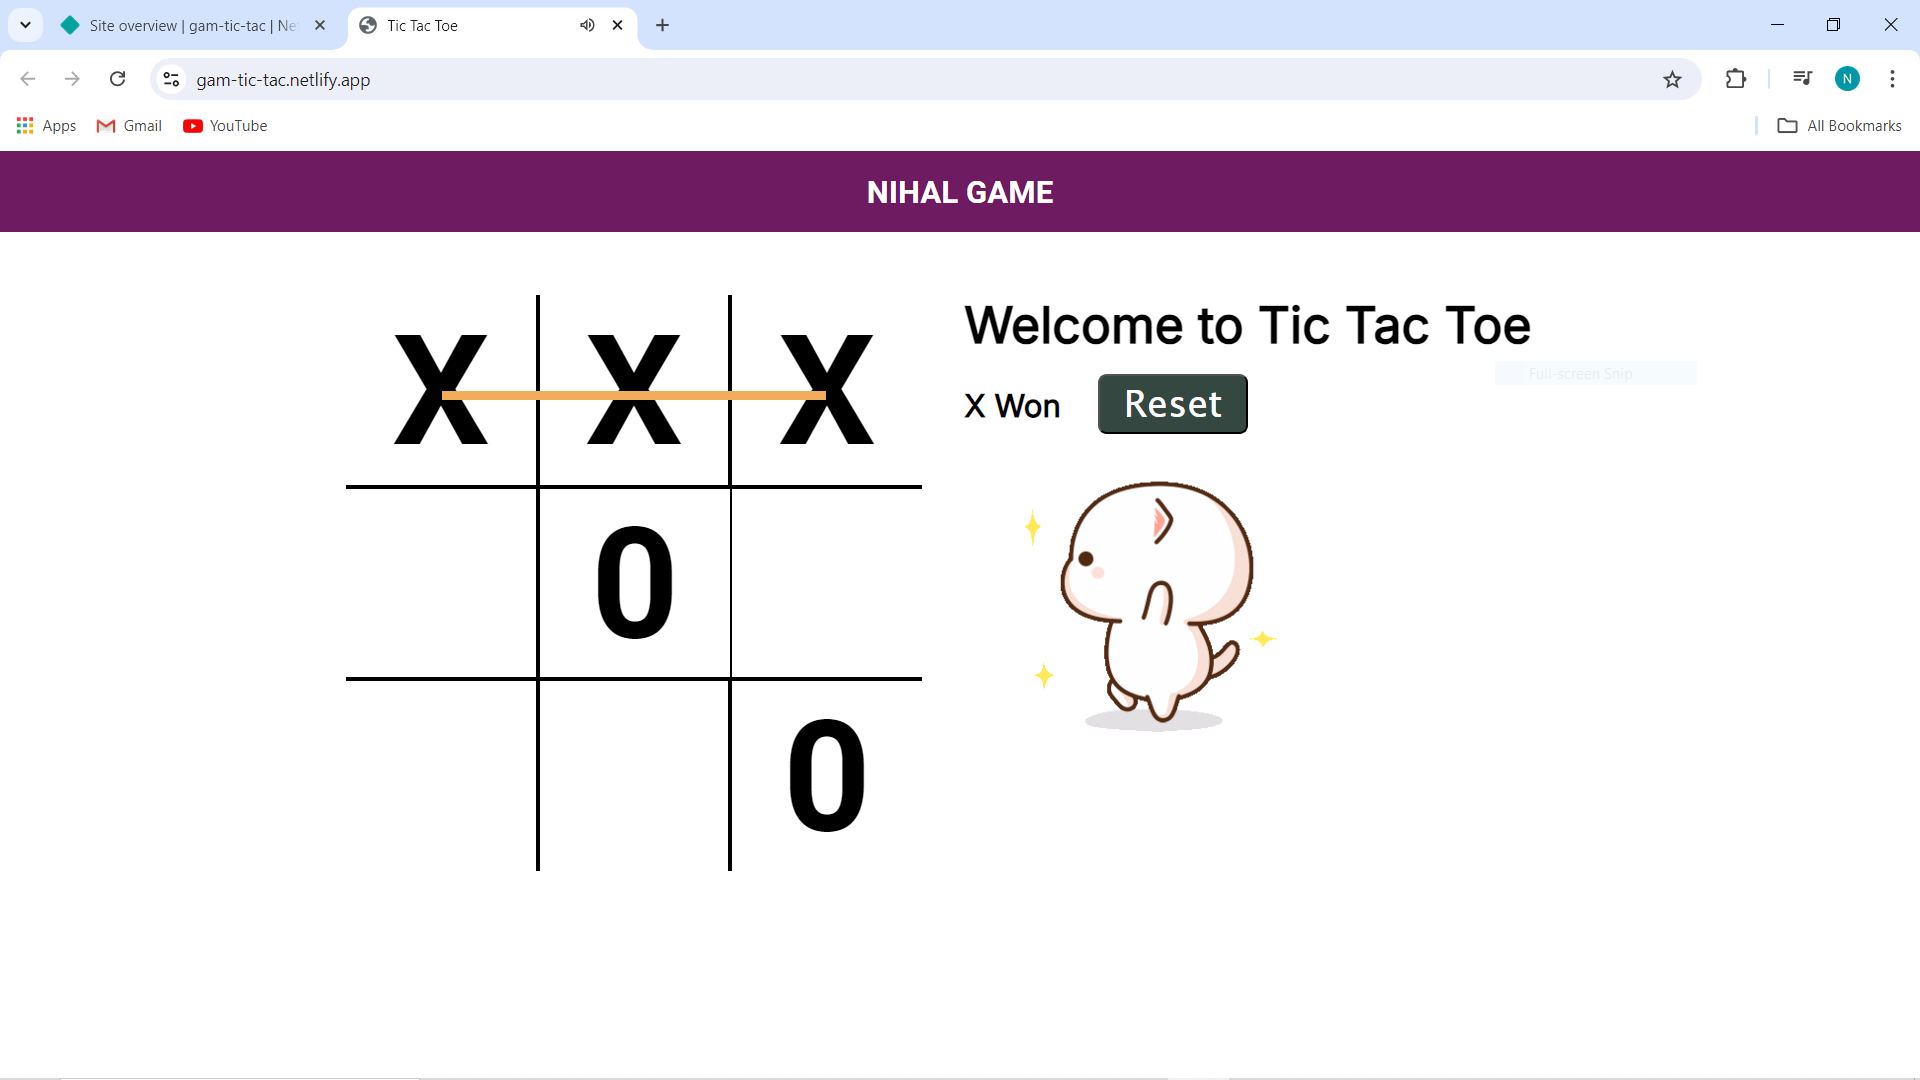 Site overview | gam-tic-tac | Ne
Tic Tac Toe
gam-tic-tac.netlify.app
N
Apps
Gmail
YouTube
All Bookmarks
NIHAL GAME
X X X
0
0
Welcome to Tic Tac Toe
Full-screen Snip
X Won
Reset